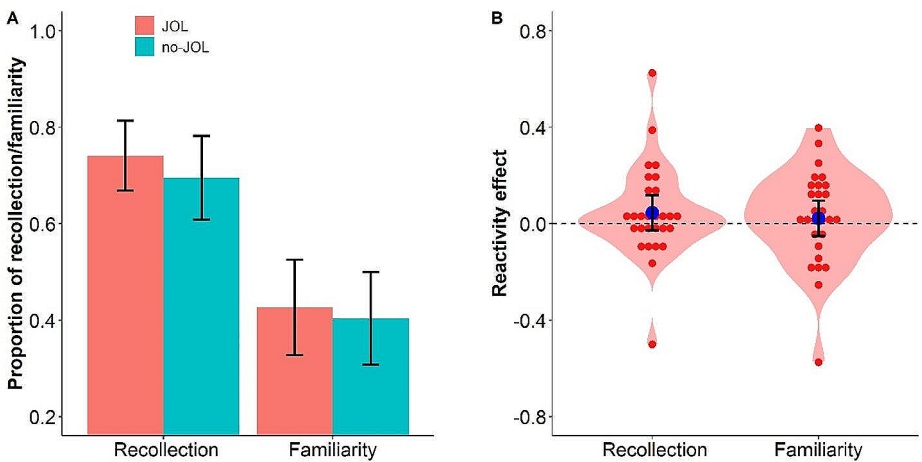 A
JOL
no-JOL
Proportion of recollection/familiarity
1.0
0.8
0.6
0.4
0.2
Recollection Familiarity
B
Reactivity effect
0.8
0.4
0.0
-0.4
-0.8
Recollection Familiarity